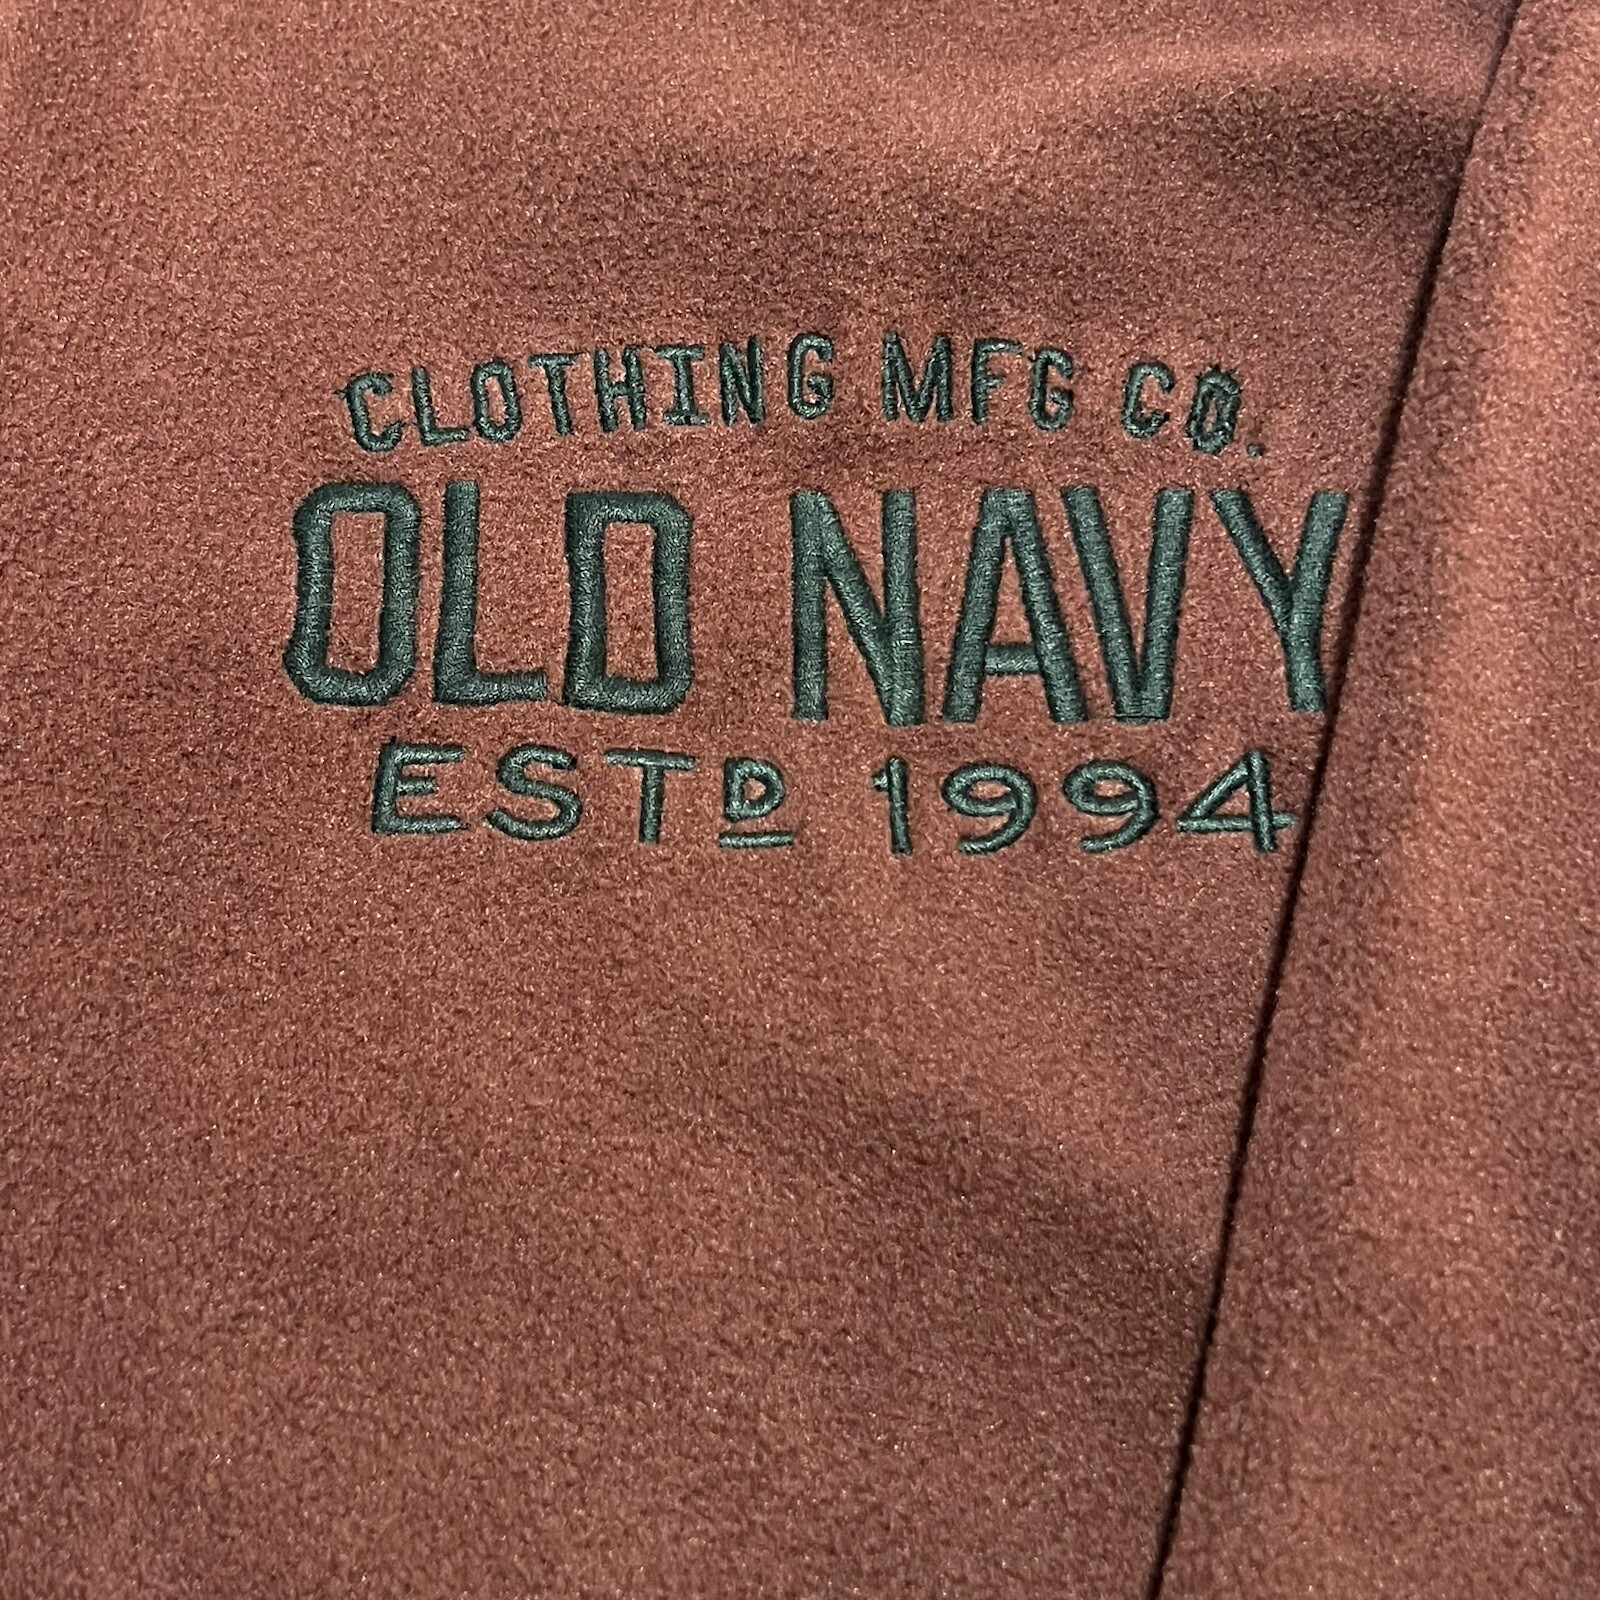 CLOTHING MFG CO.
OLD NAVY
ESTD 1994